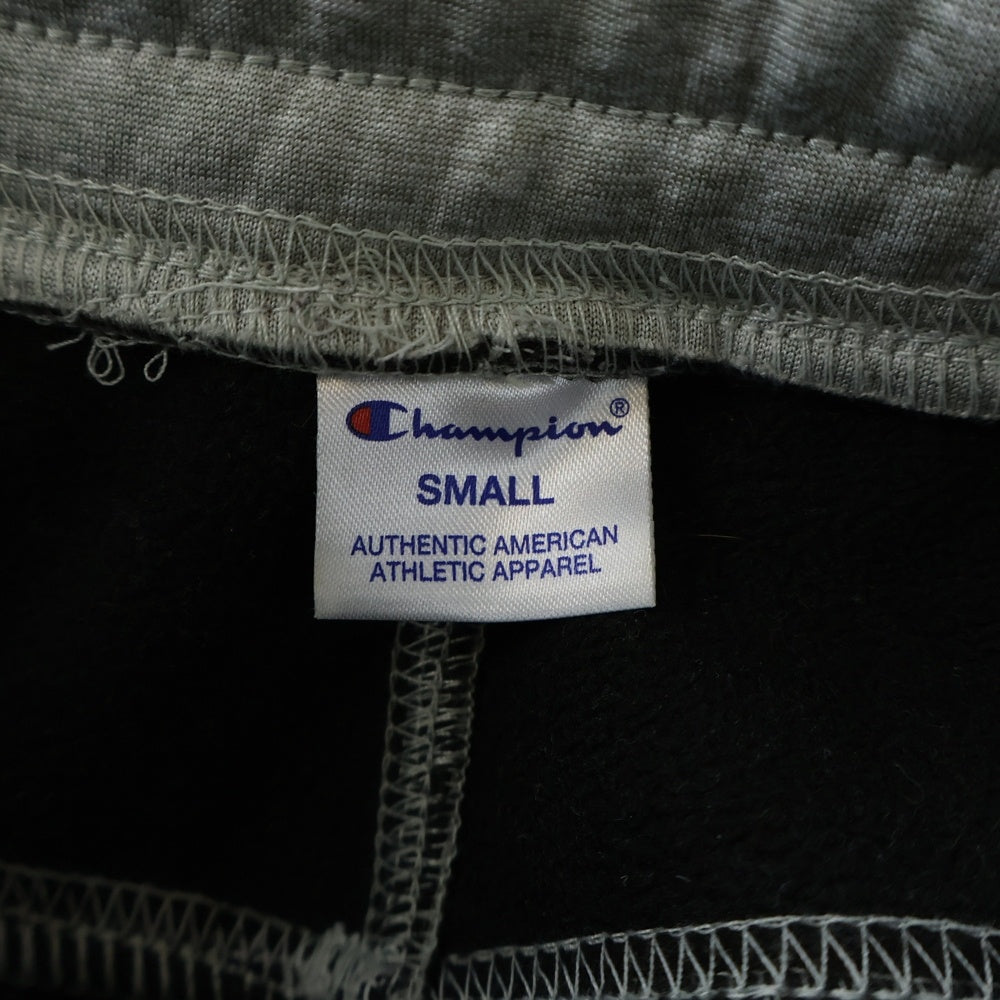 Champion®
SMALL
AUTHENTIC AMERICAN
ATHLETIC APPAREL